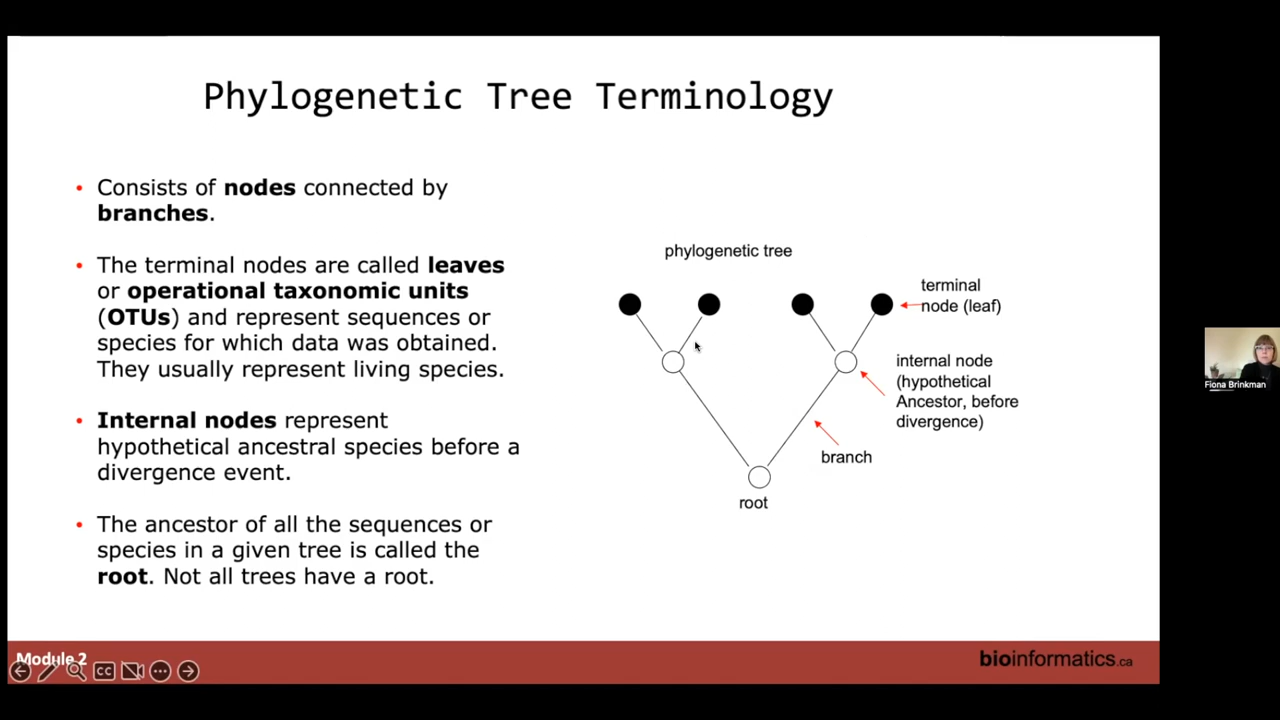 Phylogenetic Tree Terminology
• Consists of nodes connected by
branches.
• The terminal nodes are called leaves
or operational taxonomic units
(OTUs) and represent sequences or
species for which data was obtained.
They usually represent living species.
• Internal nodes represent
hypothetical ancestral species before a
divergence event.
• The ancestor of all the sequences or
species in a given tree is called the
root. Not all trees have a root.
phylogenetic tree
terminal
node (leaf)
internal node
(hypothetical
Ancestor, before
divergence)
branch
root
Fiona Brinkman
Module 2
CC
bioinformatics.ca